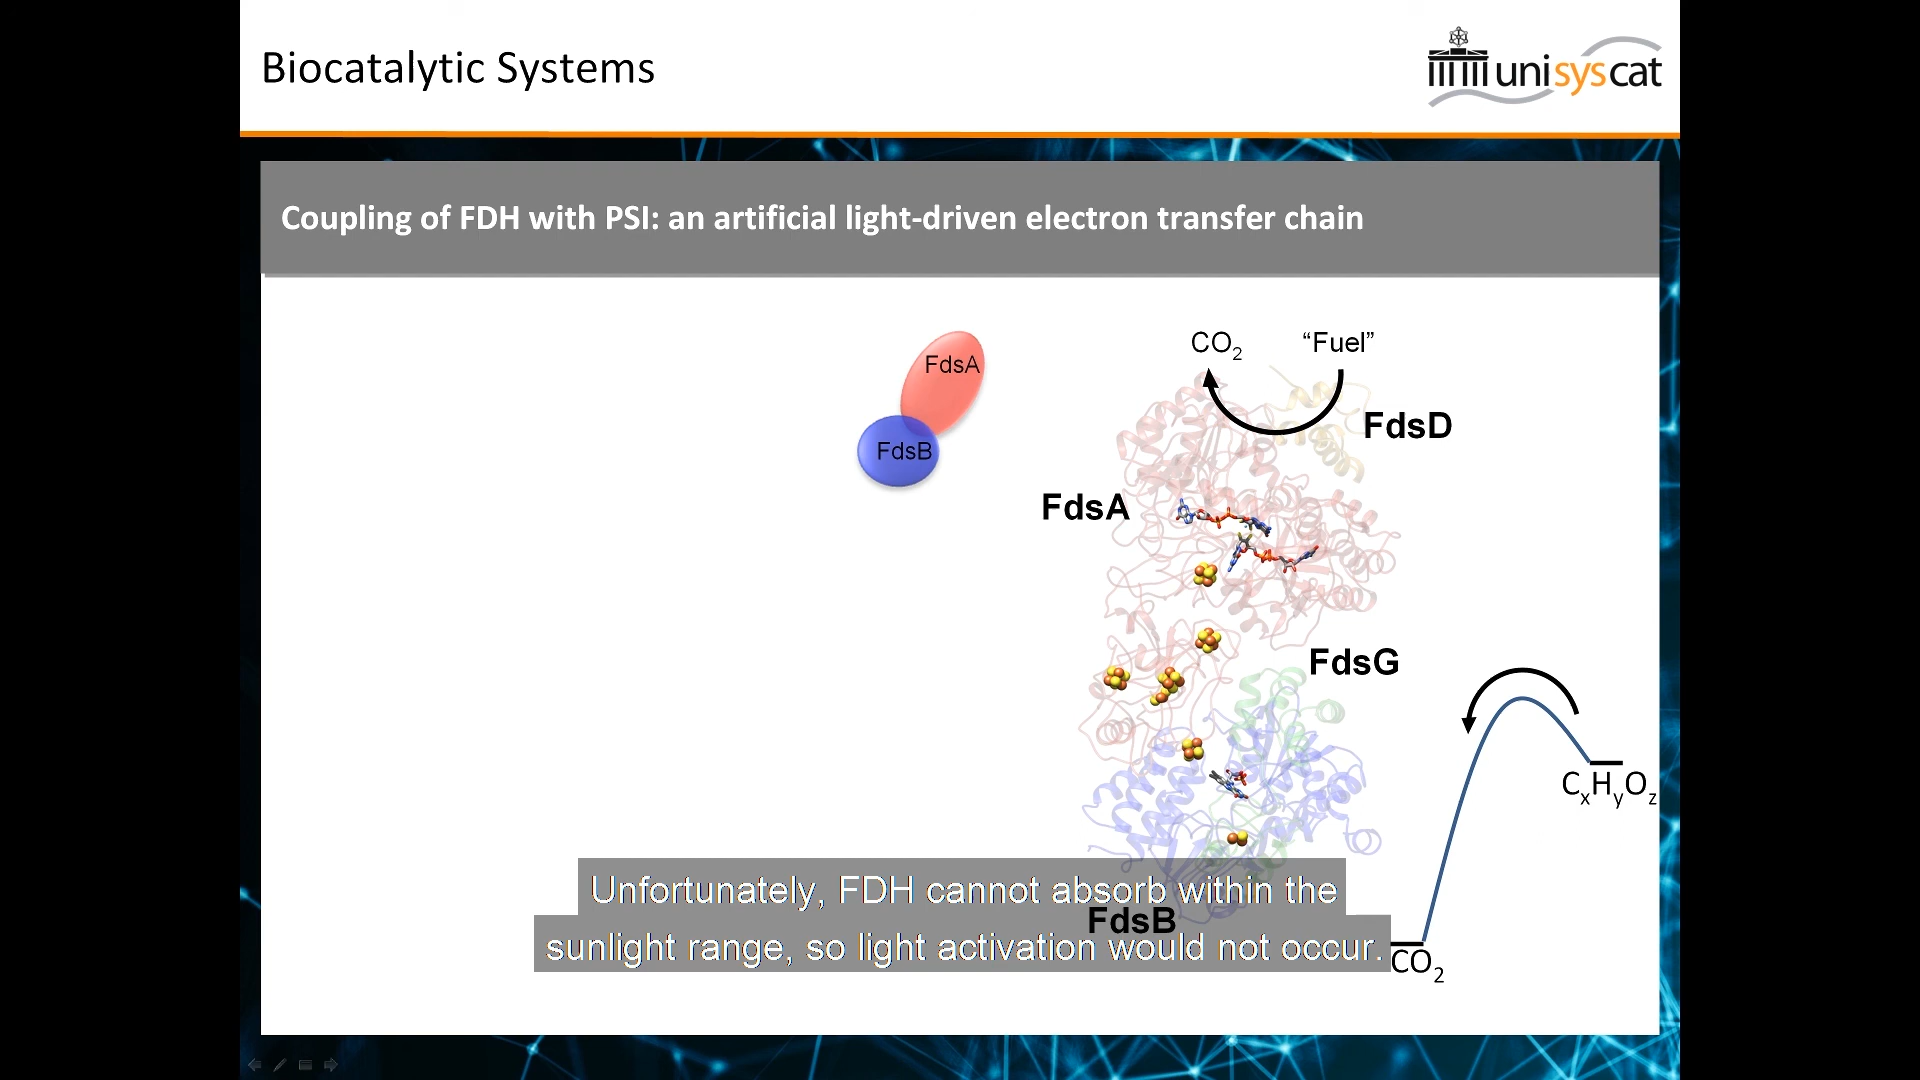 Biocatalytic Systems
unisyscat
Coupling of FDH with PSI: an artificial light-driven electron transfer chain
FdsA
FdsB
CO2
“Fuel”
FdsD
FdsA
FdsG
CxHyOz
FdsB
CO2
Unfortunately, FDH cannot absorb within the
sunlight range, so light activation would not occur.